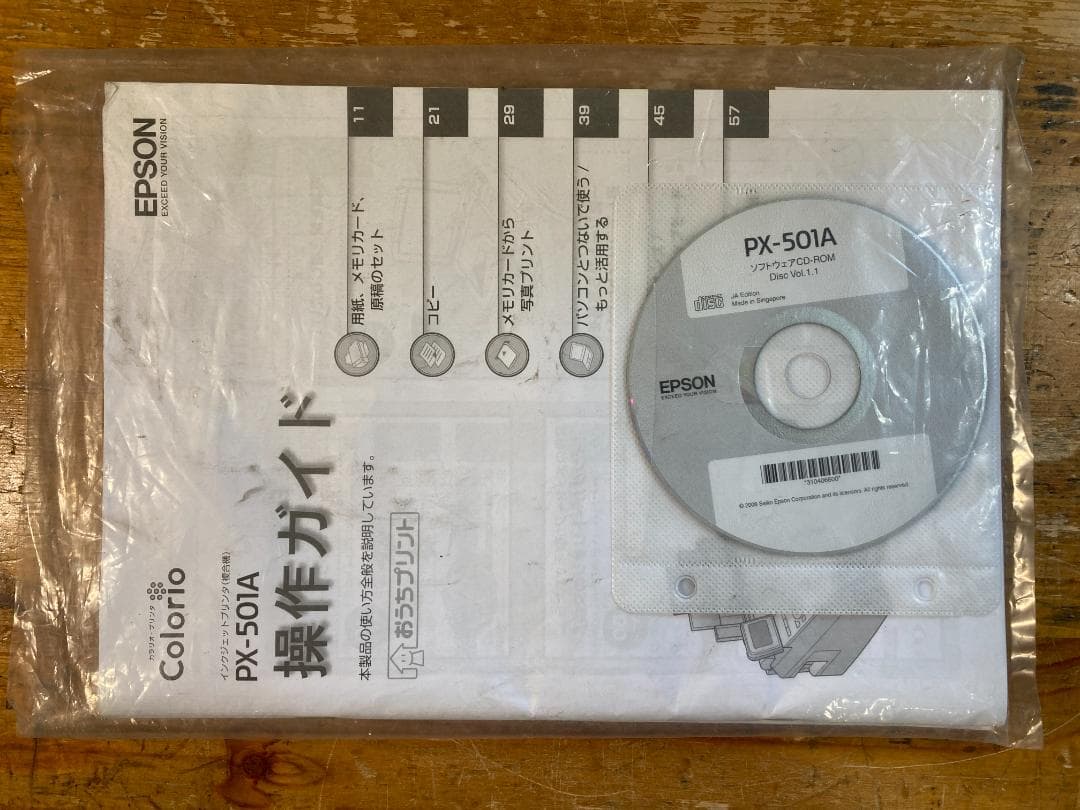 EPSON
EXCEED YOUR VISION
カラリオ・プリンタ
Colorio
インクジェットプリンタ(複合機)
PX-501A
操作ガイド
本製品の使い方全般を説明しています。
おうちプリント
用紙、メモリカード、
原稿のセット
11
コピー
21
メモリカードから
写真プリント
29
パソコンとつないで使う/
もっと活用する
39
45
57
PX-501A
ソフトウェアCD-ROM
Disc Vol.1.1
disc
JA Edition
Made in Singapore
EPSON
EXCEED YOUR VISION
*310406600*
© 2008 Seiko Epson Corporation and its licensors. All rights reserved.